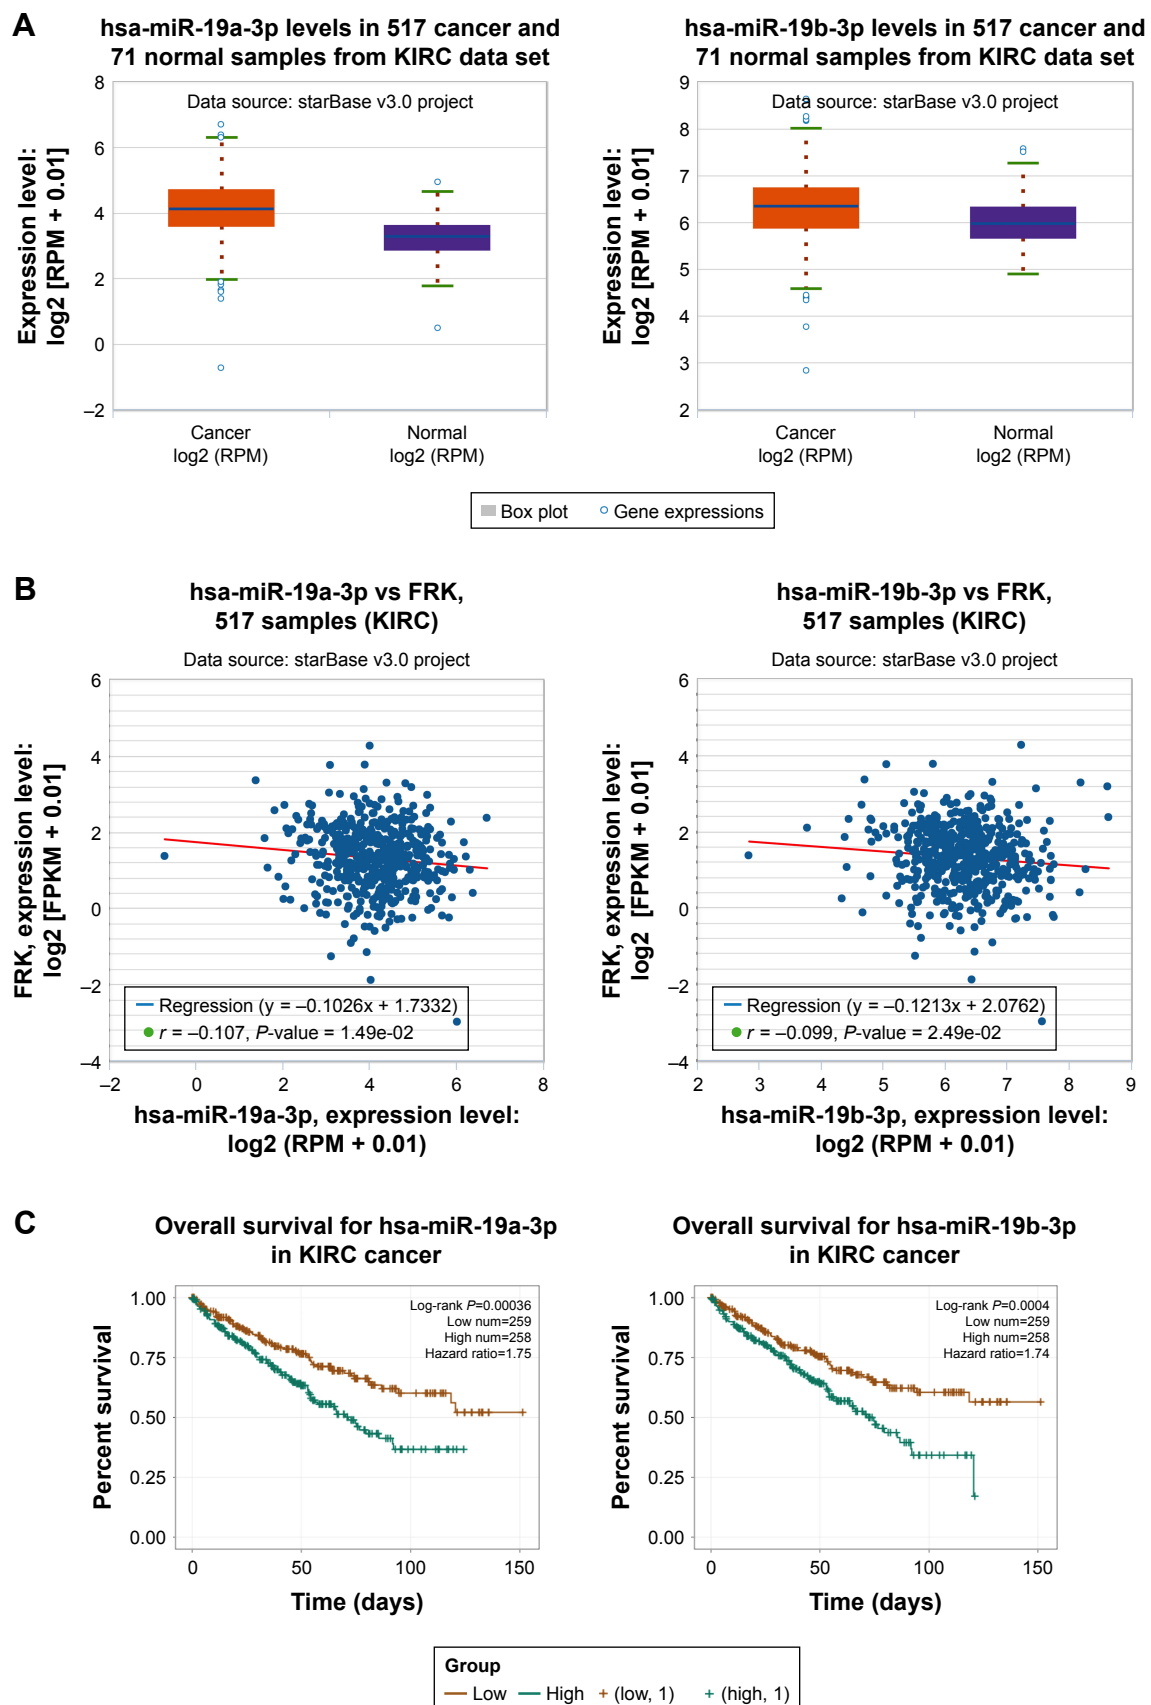 A
hsa-miR-19a-3p levels in 517 cancer and
71 normal samples from KIRC data set
Data source: starBase v3.0 project
Expression level:
log2 [RPM + 0.01]
8
6
4
2
0
–2
Cancer
log2 (RPM)
Normal
log2 (RPM)
hsa-miR-19b-3p levels in 517 cancer and
71 normal samples from KIRC data set
Data source: starBase v3.0 project
Expression level:
log2 [RPM + 0.01]
9
8
7
6
5
4
3
2
Cancer
log2 (RPM)
Normal
log2 (RPM)
Box plot
Gene expressions
B
hsa-miR-19a-3p vs FRK,
517 samples (KIRC)
Data source: starBase v3.0 project
FRK, expression level:
log2 [FPKM + 0.01]
6
4
2
0
–2
–4
Regression (y = –0.1026x + 1.7332)
r = –0.107, P-value = 1.49e-02
–2 0 2 4 6 8
hsa-miR-19a-3p, expression level:
log2 (RPM + 0.01)
hsa-miR-19b-3p vs FRK,
517 samples (KIRC)
Data source: starBase v3.0 project
FRK, expression level:
log2 [FPKM + 0.01]
6
4
2
0
–2
–4
Regression (y = –0.1213x + 2.0762)
r = –0.099, P-value = 2.49e-02
2 3 4 5 6 7 8 9
hsa-miR-19b-3p, expression level:
log2 (RPM + 0.01)
C
Overall survival for hsa-miR-19a-3p
in KIRC cancer
Percent survival
1.00
0.75
0.50
0.25
0.00
Log-rank P=0.00036
Low num=259
High num=258
Hazard ratio=1.75
0 50 100 150
Time (days)
Overall survival for hsa-miR-19b-3p
in KIRC cancer
Percent survival
1.00
0.75
0.50
0.25
0.00
Log-rank P=0.0004
Low num=259
High num=258
Hazard ratio=1.74
0 50 100 150
Time (days)
Group
Low High (low, 1) (high, 1)